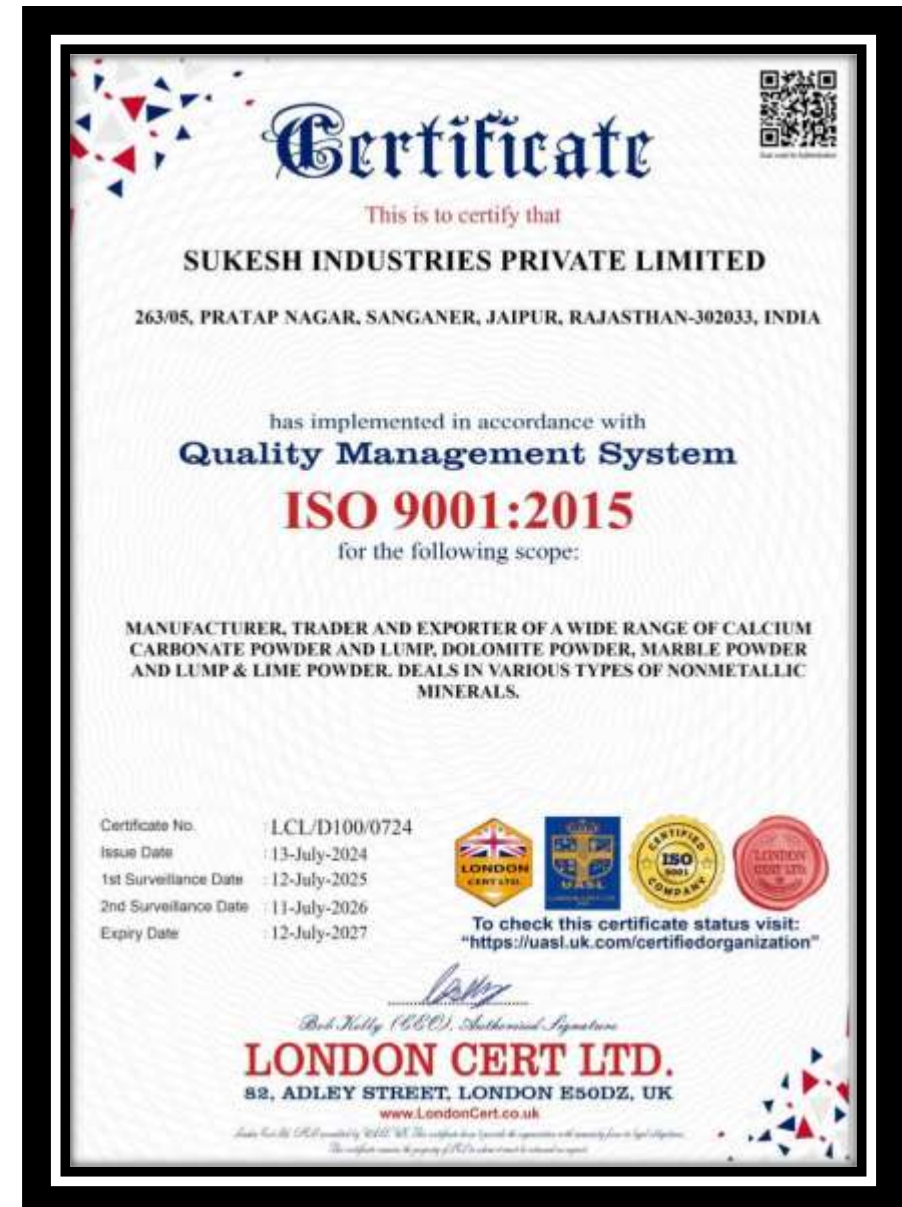 Certificate
This is to certify that
SUKESH INDUSTRIES PRIVATE LIMITED
263/05, PRATAP NAGAR, SANGANER, JAIPUR, RAJASTHAN-302033, INDIA
has implemented in accordance with
Quality Management System
ISO 9001:2015
for the following scope:
MANUFACTURER, TRADER AND EXPORTER OF A WIDE RANGE OF CALCIUM
CARBONATE POWDER AND LUMP, DOLOMITE POWDER, MARBLE POWDER
AND LUMP & LIME POWDER. DEALS IN VARIOUS TYPES OF NONMETALLIC
MINERALS.
Certificate No. : LCL/D100/0724
Issue Date : 13-July-2024
1st Surveillance Date : 12-July-2025
2nd Surveillance Date : 11-July-2026
Expiry Date : 12-July-2027
LONDON
CERT LTD.
UASL
CERTIFIED
ISO
9001
COMPANY
LONDON
CERT LTD.
To check this certificate status visit:
"https://uasl.uk.com/certifiedorganization"
Bob Kelly (CEO), Authorised Signature
LONDON CERT LTD.
82, ADLEY STREET, LONDON E50DZ, UK
www.LondonCert.co.uk